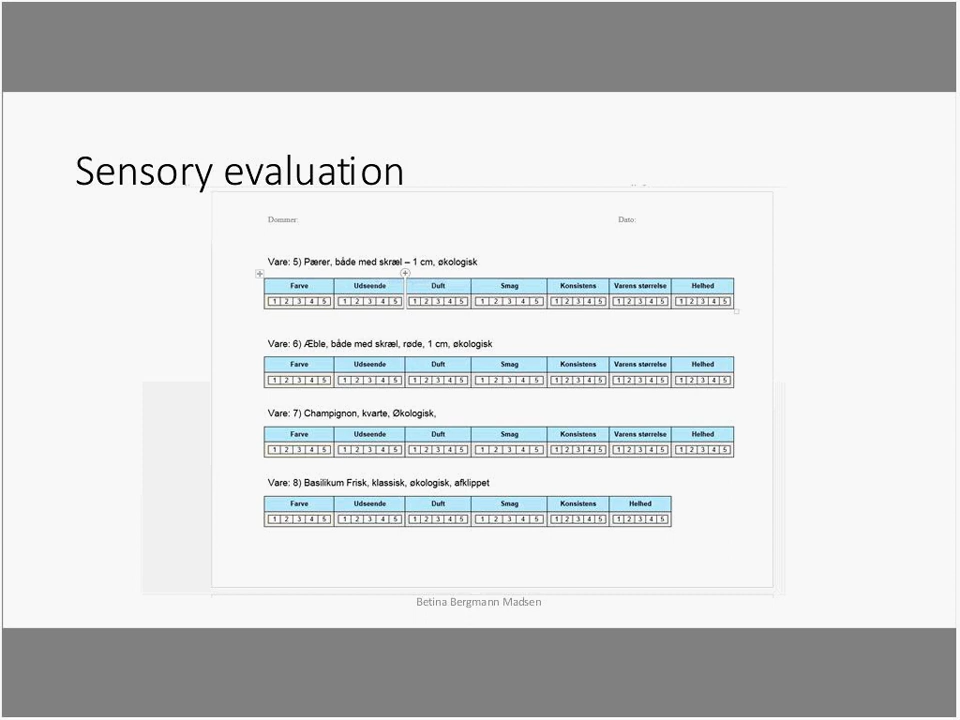 Sensory evaluation
Dommer: Dato:
Vare: 5) Pærer, både med skræl – 1 cm, økologisk
Farve Udseende Duft Smag Konsistens Varens størrelse Helhed
1 2 3 4 5 1 2 3 4 5 1 2 3 4 5 1 2 3 4 5 1 2 3 4 5 1 2 3 4 5 1 2 3 4 5
Vare: 6) Æble, både med skræl, røde, 1 cm, økologisk
Farve Udseende Duft Smag Konsistens Varens størrelse Helhed
1 2 3 4 5 1 2 3 4 5 1 2 3 4 5 1 2 3 4 5 1 2 3 4 5 1 2 3 4 5 1 2 3 4 5
Vare: 7) Champignon, kvarte, Økologisk,
Farve Udseende Duft Smag Konsistens Varens størrelse Helhed
1 2 3 4 5 1 2 3 4 5 1 2 3 4 5 1 2 3 4 5 1 2 3 4 5 1 2 3 4 5 1 2 3 4 5
Vare: 8) Basilikum Frisk, klassisk, økologisk, afklippet
Farve Udseende Duft Smag Konsistens Helhed
1 2 3 4 5 1 2 3 4 5 1 2 3 4 5 1 2 3 4 5 1 2 3 4 5 1 2 3 4 5
Betina Bergmann Madsen